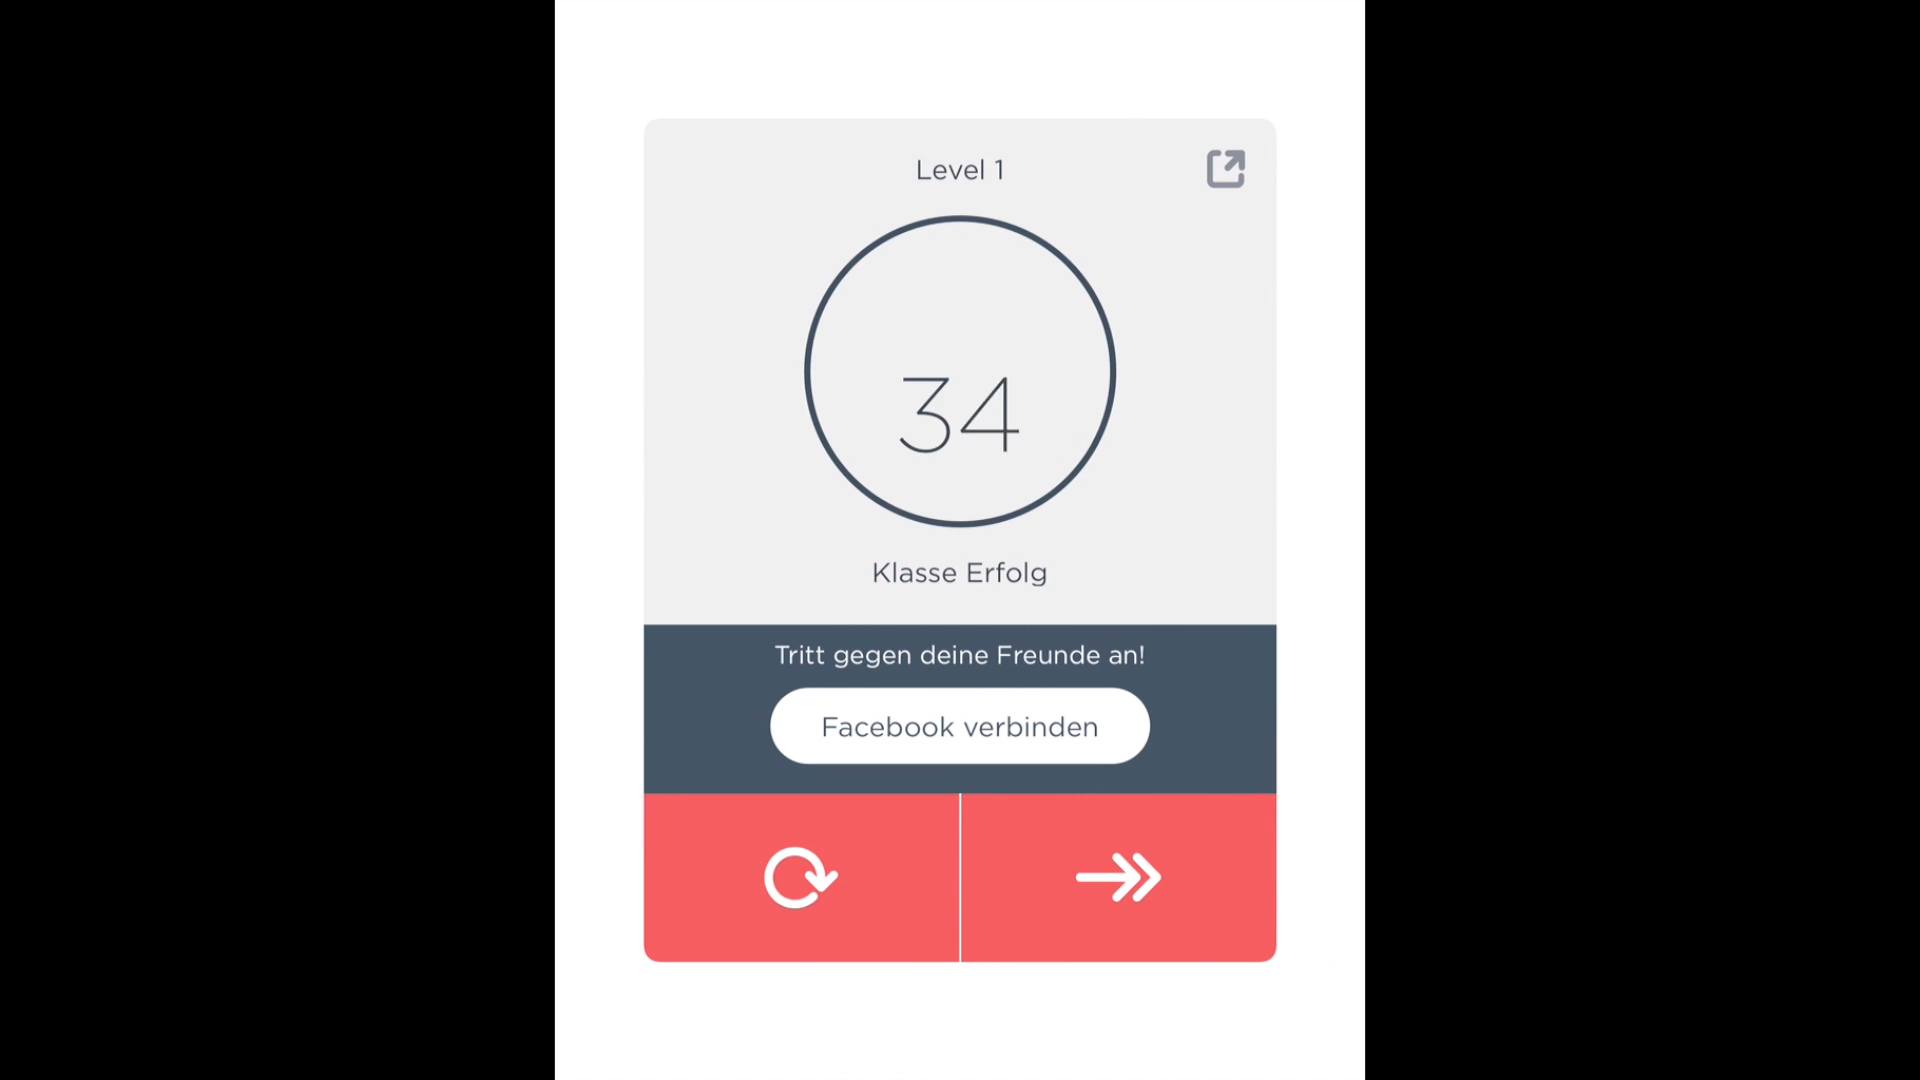 Level 1
34
Klasse Erfolg
Tritt gegen deine Freunde an!
Facebook verbinden